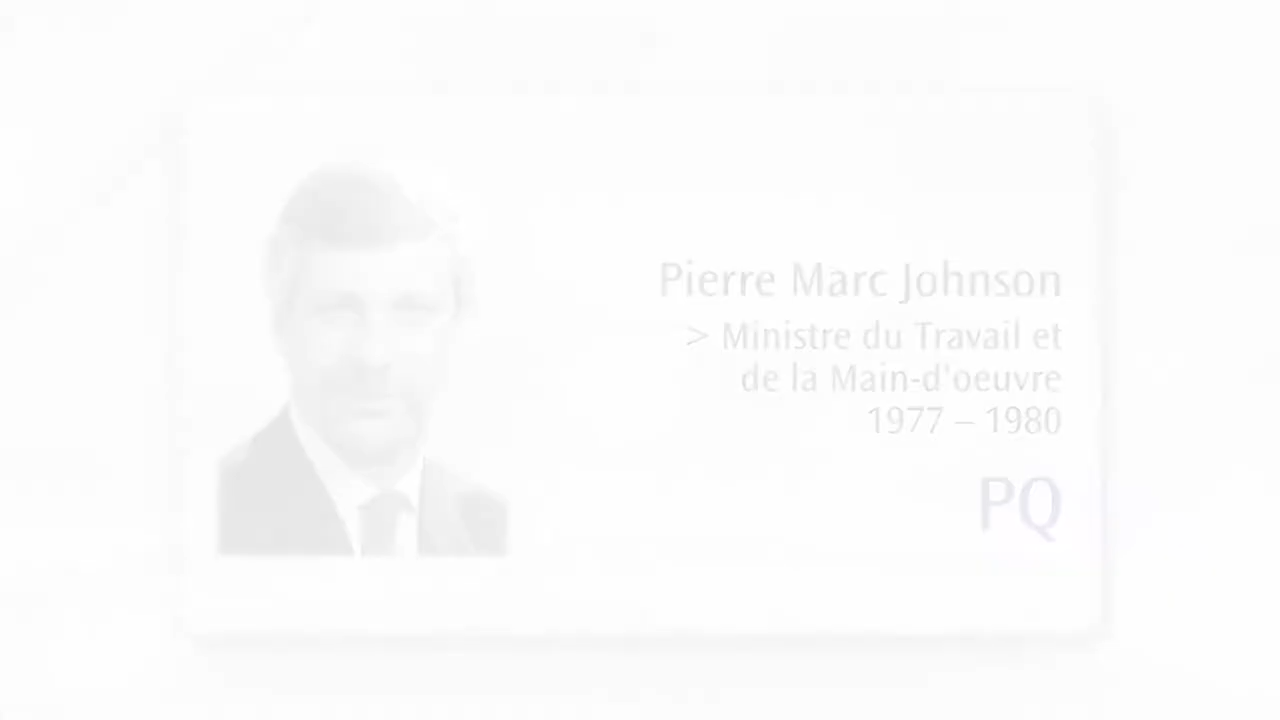 Pierre Marc Johnson
> Ministre du Travail et
de la Main-d'oeuvre
1977 – 1980
PQ